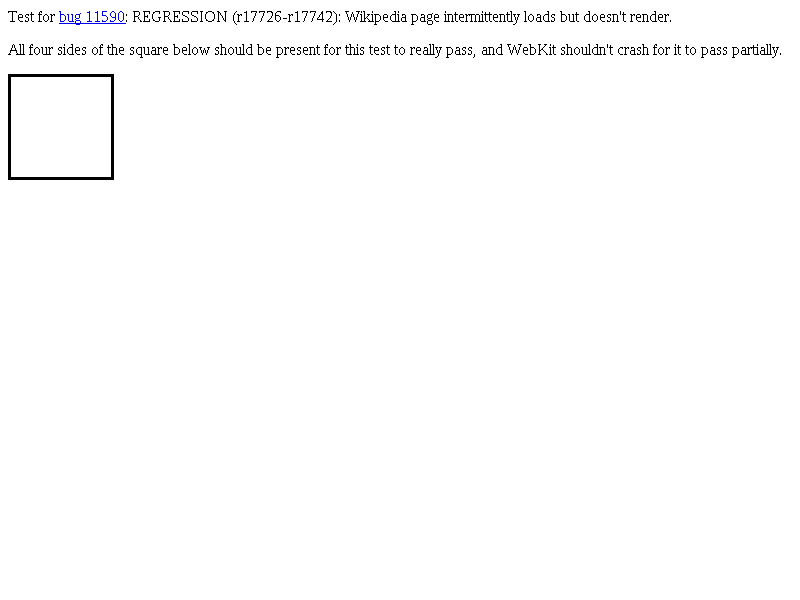 Test for bug 11590: REGRESSION (r17726-r17742): Wikipedia page intermittently loads but doesn't render.
All four sides of the square below should be present for this test to really pass, and WebKit shouldn't crash for it to pass partially.